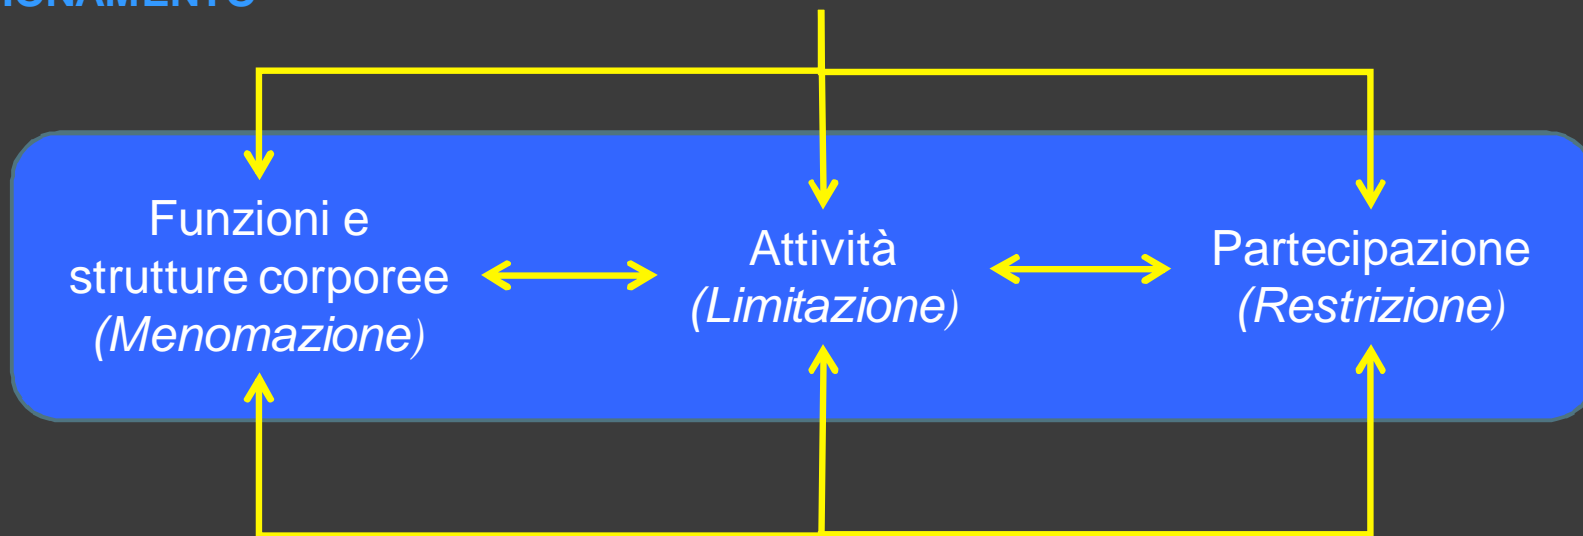 Funzioni e
strutture corporee
(Menomazione)
Attività
(Limitazione)
Partecipazione
(Restrizione)